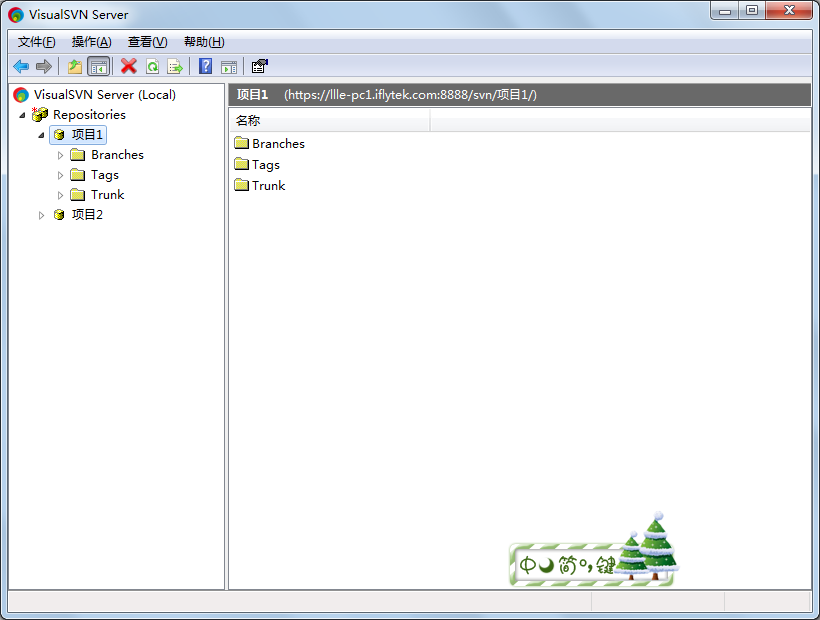 VisualSVN Server
文件(F) 操作(A) 查看(V) 帮助(H)
VisualSVN Server (Local)
Repositories
项目1
Branches
Tags
Trunk
项目2
项目1 (https://llle-pc1.iflytek.com:8888/svn/项目1/)
名称
Branches
Tags
Trunk
中 简 键